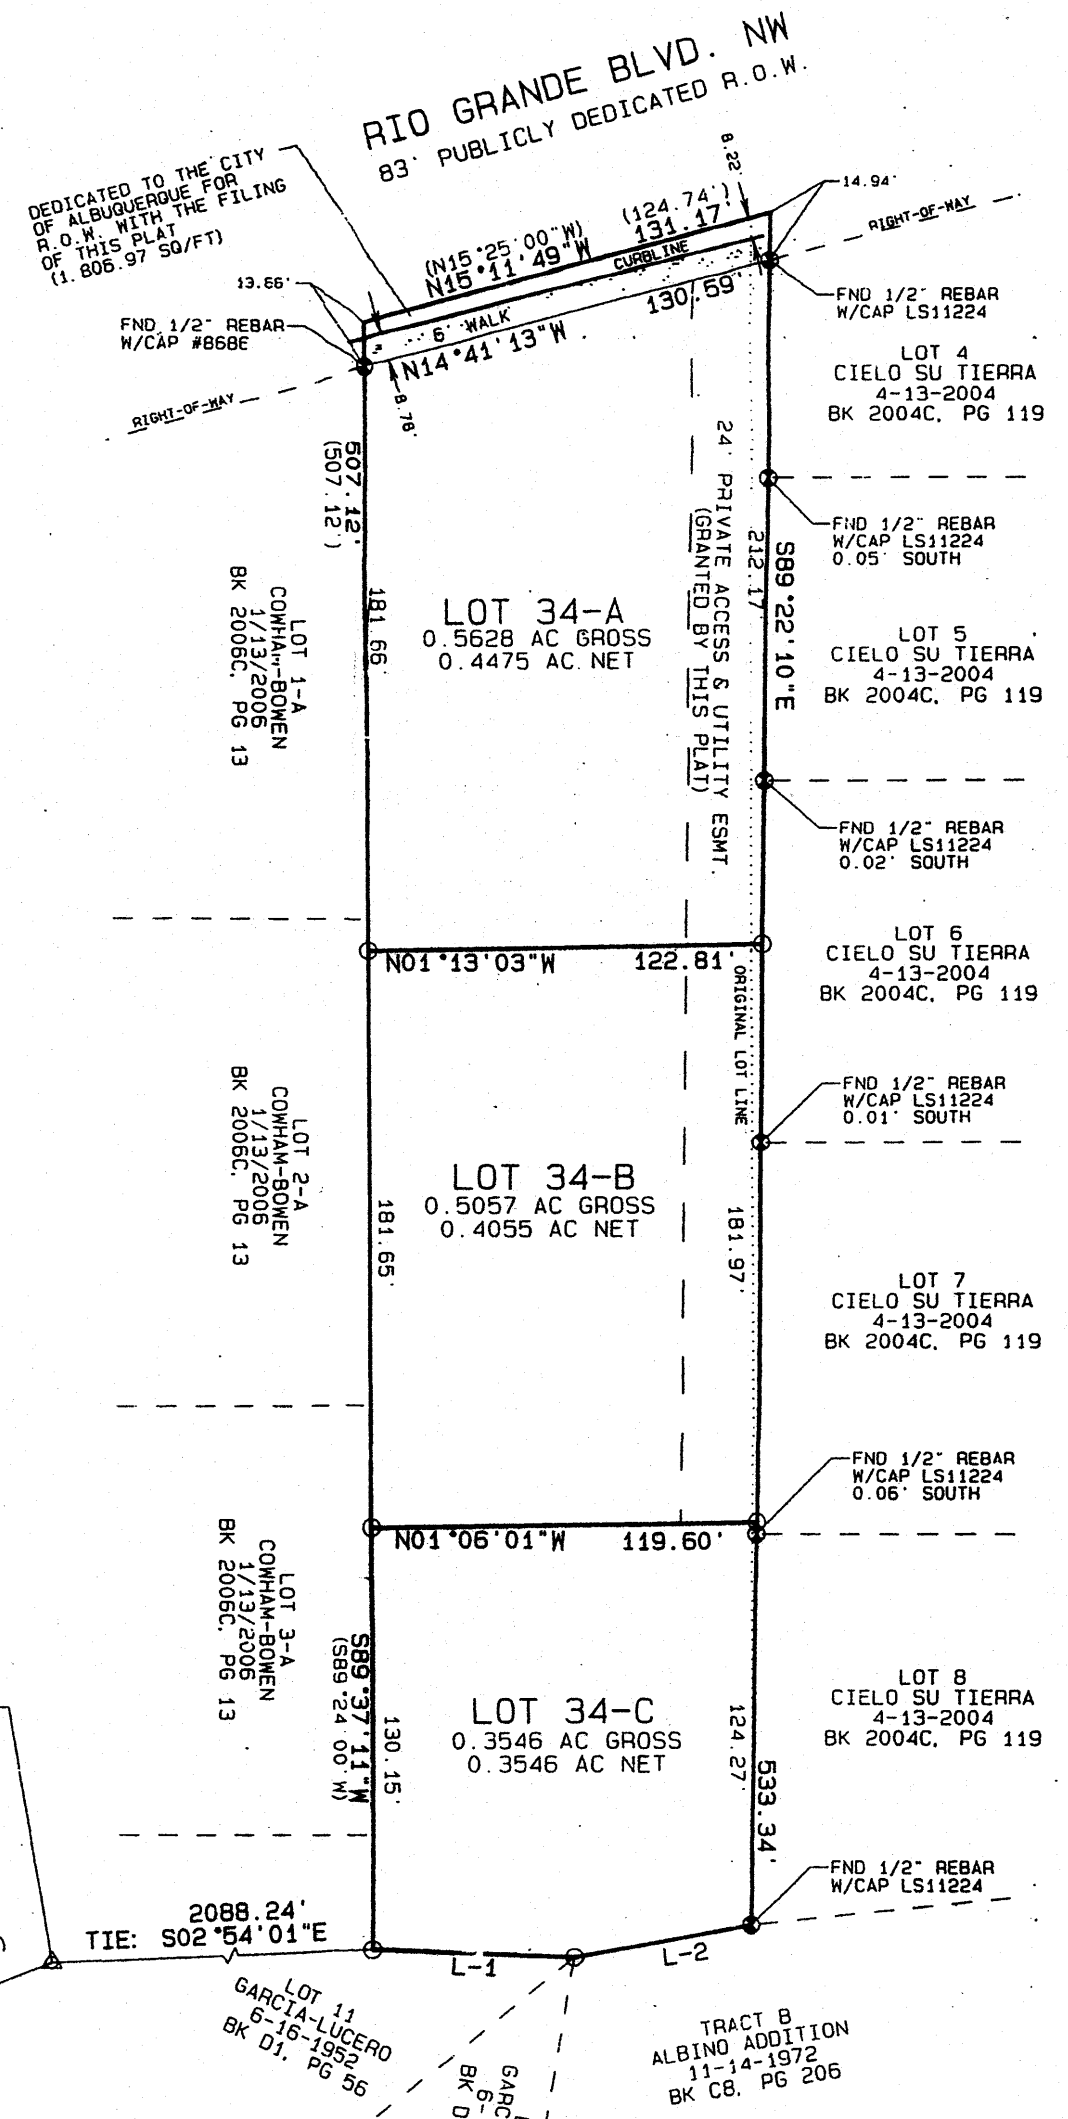 RIO GRANDE BLVD. NW
83' PUBLICLY DEDICATED R.O.W.
DEDICATED TO THE CITY
OF ALBUQUERQUE FOR
R.O.W. WITH THE FILING
OF THIS PLAT
(1,806.97 SQ/FT)
8.22'
14.94'
RIGHT-OF-WAY
(N15°25'00"W)
(124.74')
N15°11'49"W
131.17'
CURBLINE
13.66'
6' WALK
130.59'
N14°41'13"W
8.78'
FND 1/2" REBAR
W/CAP #8686
RIGHT-OF-WAY
FND 1/2" REBAR
W/CAP LS11224
LOT 4
CIELO SU TIERRA
4-13-2004
BK 2004C, PG 119
507.12'
(507.12')
24' PRIVATE ACCESS & UTILITY ESMT.
(GRANTED BY THIS PLAT)
FND 1/2" REBAR
W/CAP LS11224
0.05' SOUTH
212.17'
S89°22'10"E
LOT 1-A
COWHAM-BOWEN
1/13/2006
BK 2006C, PG 13
181.66'
LOT 34-A
0.5628 AC GROSS
0.4475 AC NET
LOT 5
CIELO SU TIERRA
4-13-2004
BK 2004C, PG 119
FND 1/2" REBAR
W/CAP LS11224
0.02' SOUTH
N01°13'03"W
122.81'
LOT 6
CIELO SU TIERRA
4-13-2004
BK 2004C, PG 119
ORIGINAL LOT LINE
FND 1/2" REBAR
W/CAP LS11224
0.01' SOUTH
LOT 2-A
COWHAM-BOWEN
1/13/2006
BK 2006C, PG 13
LOT 34-B
0.5057 AC GROSS
0.4055 AC NET
181.65'
181.97'
LOT 7
CIELO SU TIERRA
4-13-2004
BK 2004C, PG 119
FND 1/2" REBAR
W/CAP LS11224
0.06' SOUTH
N01°06'01"W
119.60'
LOT 3-A
COWHAM-BOWEN
1/13/2006
BK 2006C, PG 13
S89°37'11"W
(S89°24'00"W)
130.15'
LOT 34-C
0.3546 AC GROSS
0.3546 AC NET
124.27'
533.34'
LOT 8
CIELO SU TIERRA
4-13-2004
BK 2004C, PG 119
FND 1/2" REBAR
W/CAP LS11224
2088.24'
TIE: S02°54'01"E
L-1
L-2
LOT 11
GARCIA-LUCERO
6-16-1952
BK D1, PG 56
GARC
6-
BK D
TRACT B
ALBINO ADDITION
11-14-1972
BK C8, PG 206